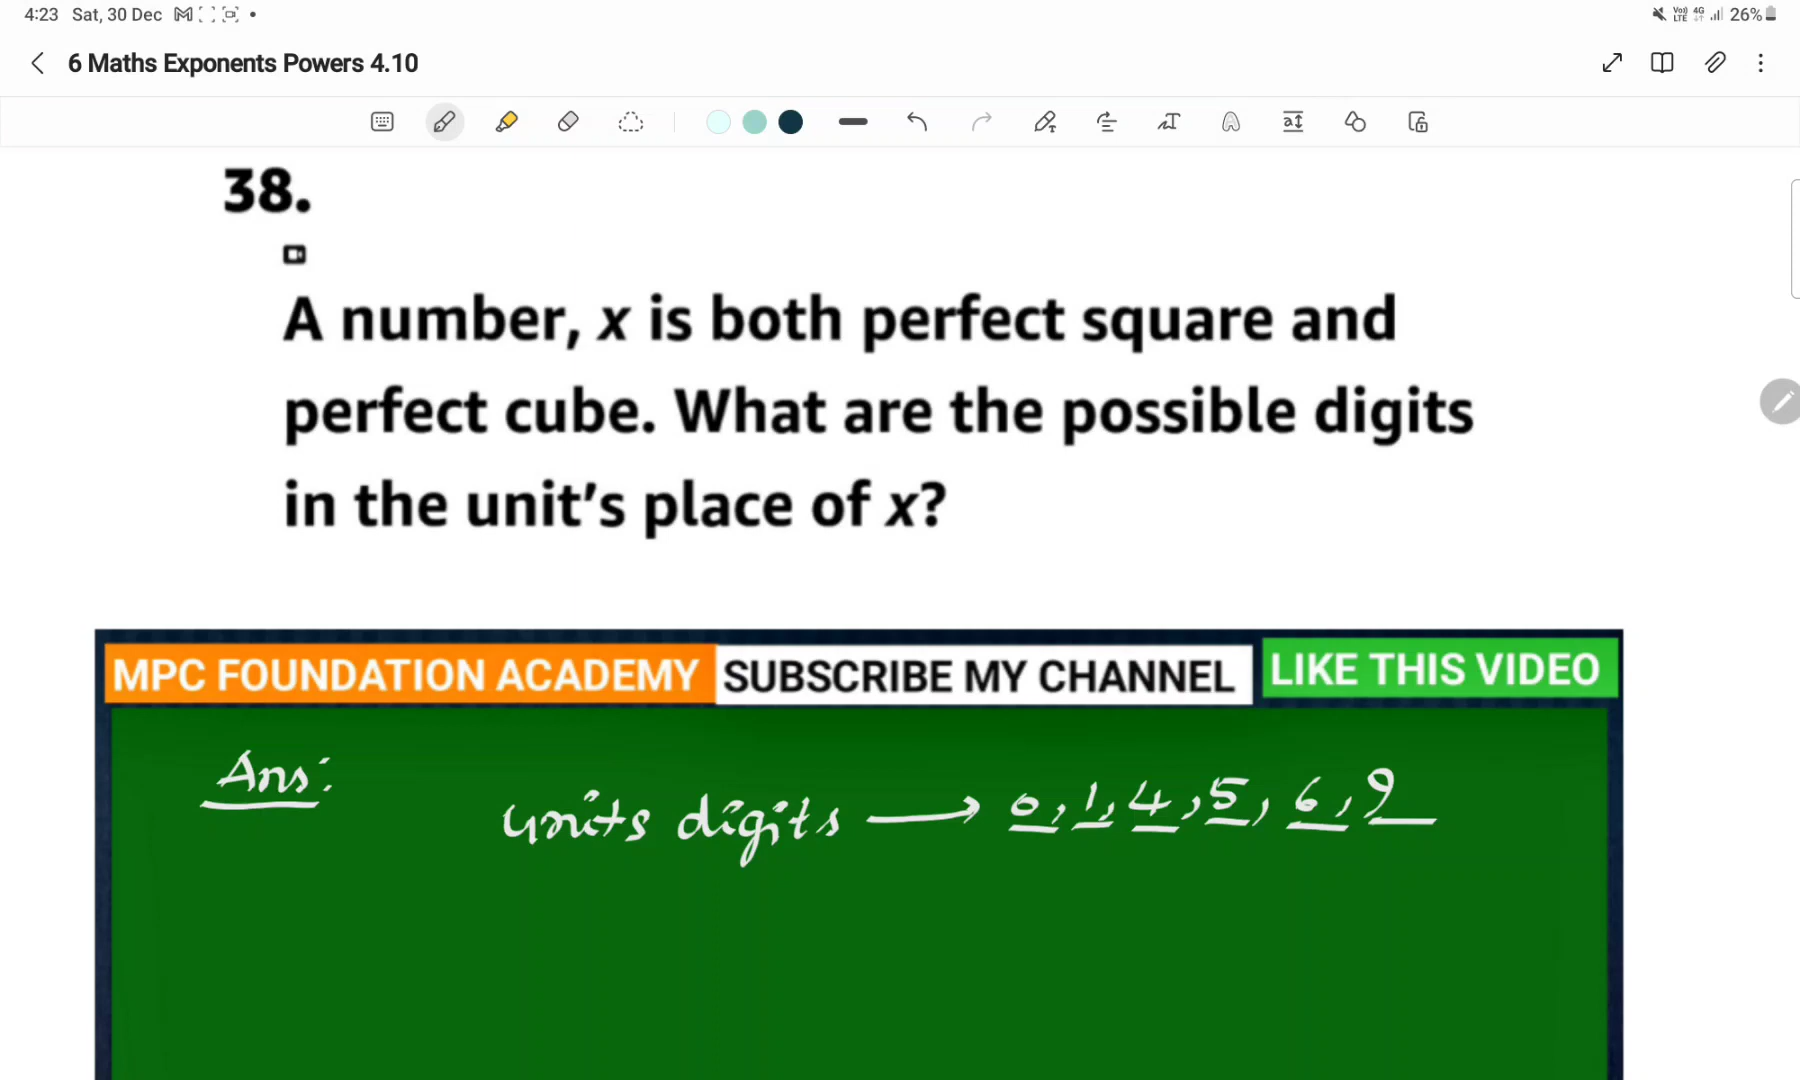 4:23 Sat, 30 Dec 26%
6 Maths Exponents Powers 4.10
38.
A number, x is both perfect square and
perfect cube. What are the possible digits
in the unit's place of x?
MPC FOUNDATION ACADEMY SUBSCRIBE MY CHANNEL LIKE THIS VIDEO
Ans:
units digits → 0, 1, 4, 5, 6, 9